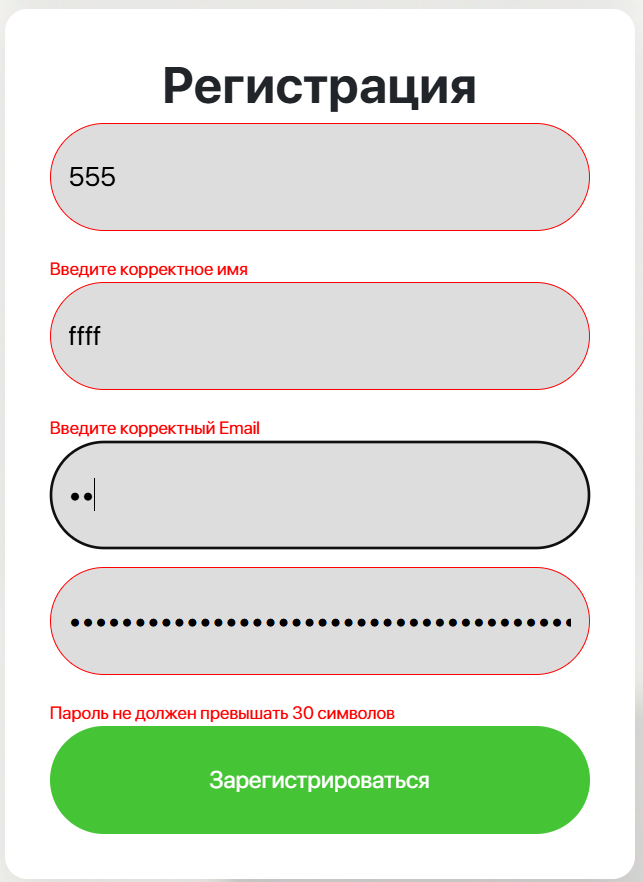 Регистрация
555
Введите корректное имя
ffff
Введите корректный Email
••
•••••••••••••••••••••••••••••••••••••••
Пароль не должен превышать 30 символов
Зарегистрироваться